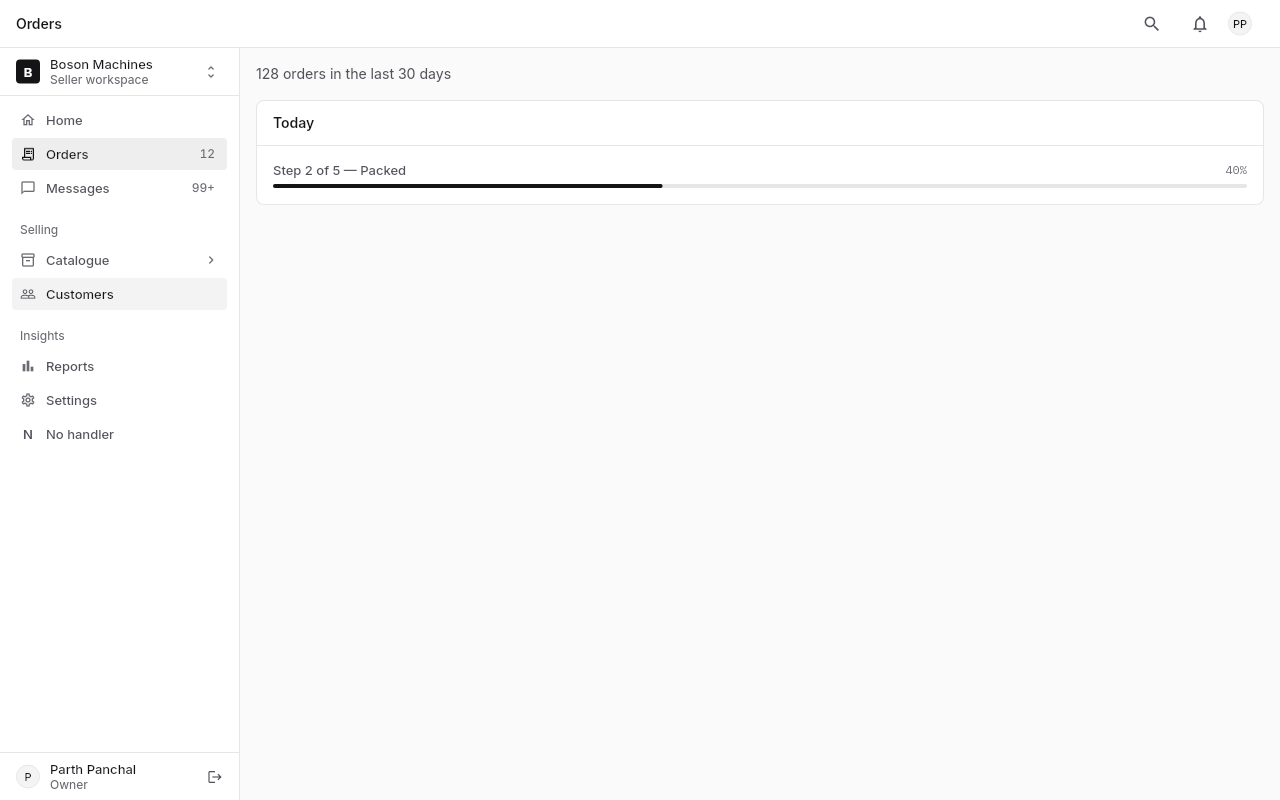 Orders
PP
B
Boson Machines
Seller workspace
Home
Orders 12
Messages 99+
Selling
Catalogue
Customers
Insights
Reports
Settings
N No handler
P
Parth Panchal
Owner
128 orders in the last 30 days
Today
Step 2 of 5 — Packed 40%